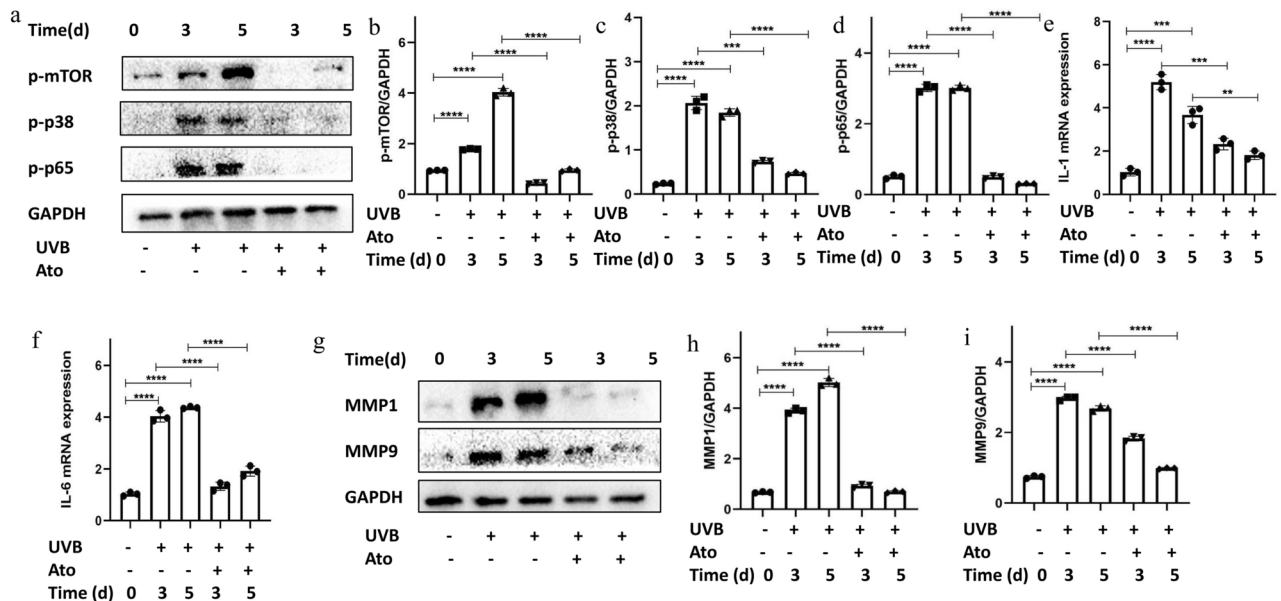 a
Time(d) 0 3 5 3 5
p-mTOR
p-p38
p-p65
GAPDH
UVB - + + + +
Ato - - - + +
b
p-mTOR/GAPDH
6
4
2
0
****
****
****
****
UVB - + + + +
Ato - - - + +
Time (d) 0 3 5 3 5
c
p-p38/GAPDH
4
3
2
1
0
****
***
****
****
UVB - + + + +
Ato - - - + +
Time (d) 0 3 5 3 5
d
p-p65/GAPDH
5
4
3
2
1
0
****
****
****
****
UVB - + + + +
Ato - - - + +
Time (d) 0 3 5 3 5
e
IL-1 mRNA expression
8
6
4
2
0
***
****
***
**
UVB - + + + +
Ato - - - + +
Time (d) 0 3 5 3 5
f
IL-6 mRNA expression
6
4
2
0
****
****
****
****
UVB - + + + +
Ato - - - + +
Time (d) 0 3 5 3 5
g
Time(d) 0 3 5 3 5
MMP1
MMP9
GAPDH
UVB - + + + +
Ato - - - + +
h
MMP1/GAPDH
6
4
2
0
****
****
****
****
UVB - + + + +
Ato - - - + +
Time (d) 0 3 5 3 5
i
MMP9/GAPDH
4
3
2
1
0
****
****
****
****
UVB - + + + +
Ato - - - + +
Time (d) 0 3 5 3 5